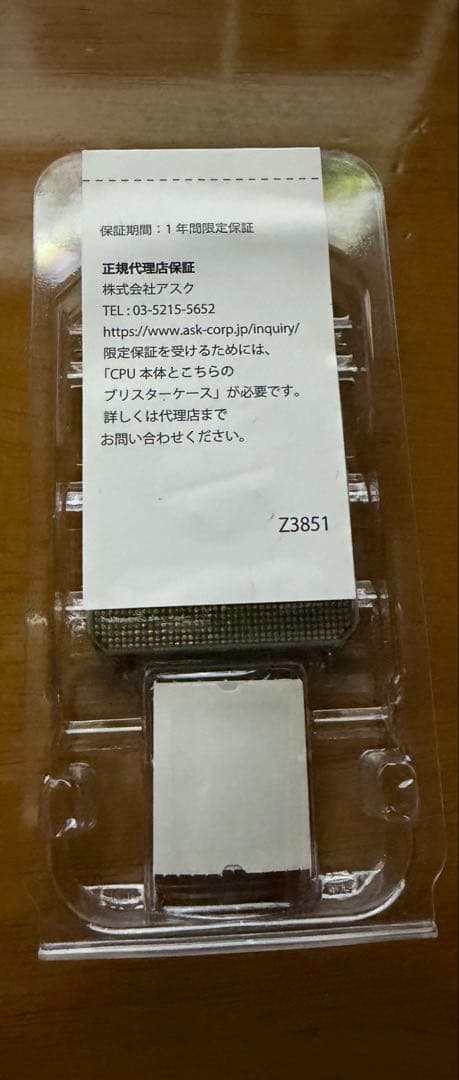 保証期間：1 年間限定保証
正規代理店保証
株式会社アスク
TEL : 03-5215-5652
https://www.ask-corp.jp/inquiry/
限定保証を受けるためには、
「CPU 本体とこちらの
ブリスターケース」が必要です。
詳しくは代理店まで
お問い合わせください。
Z3851